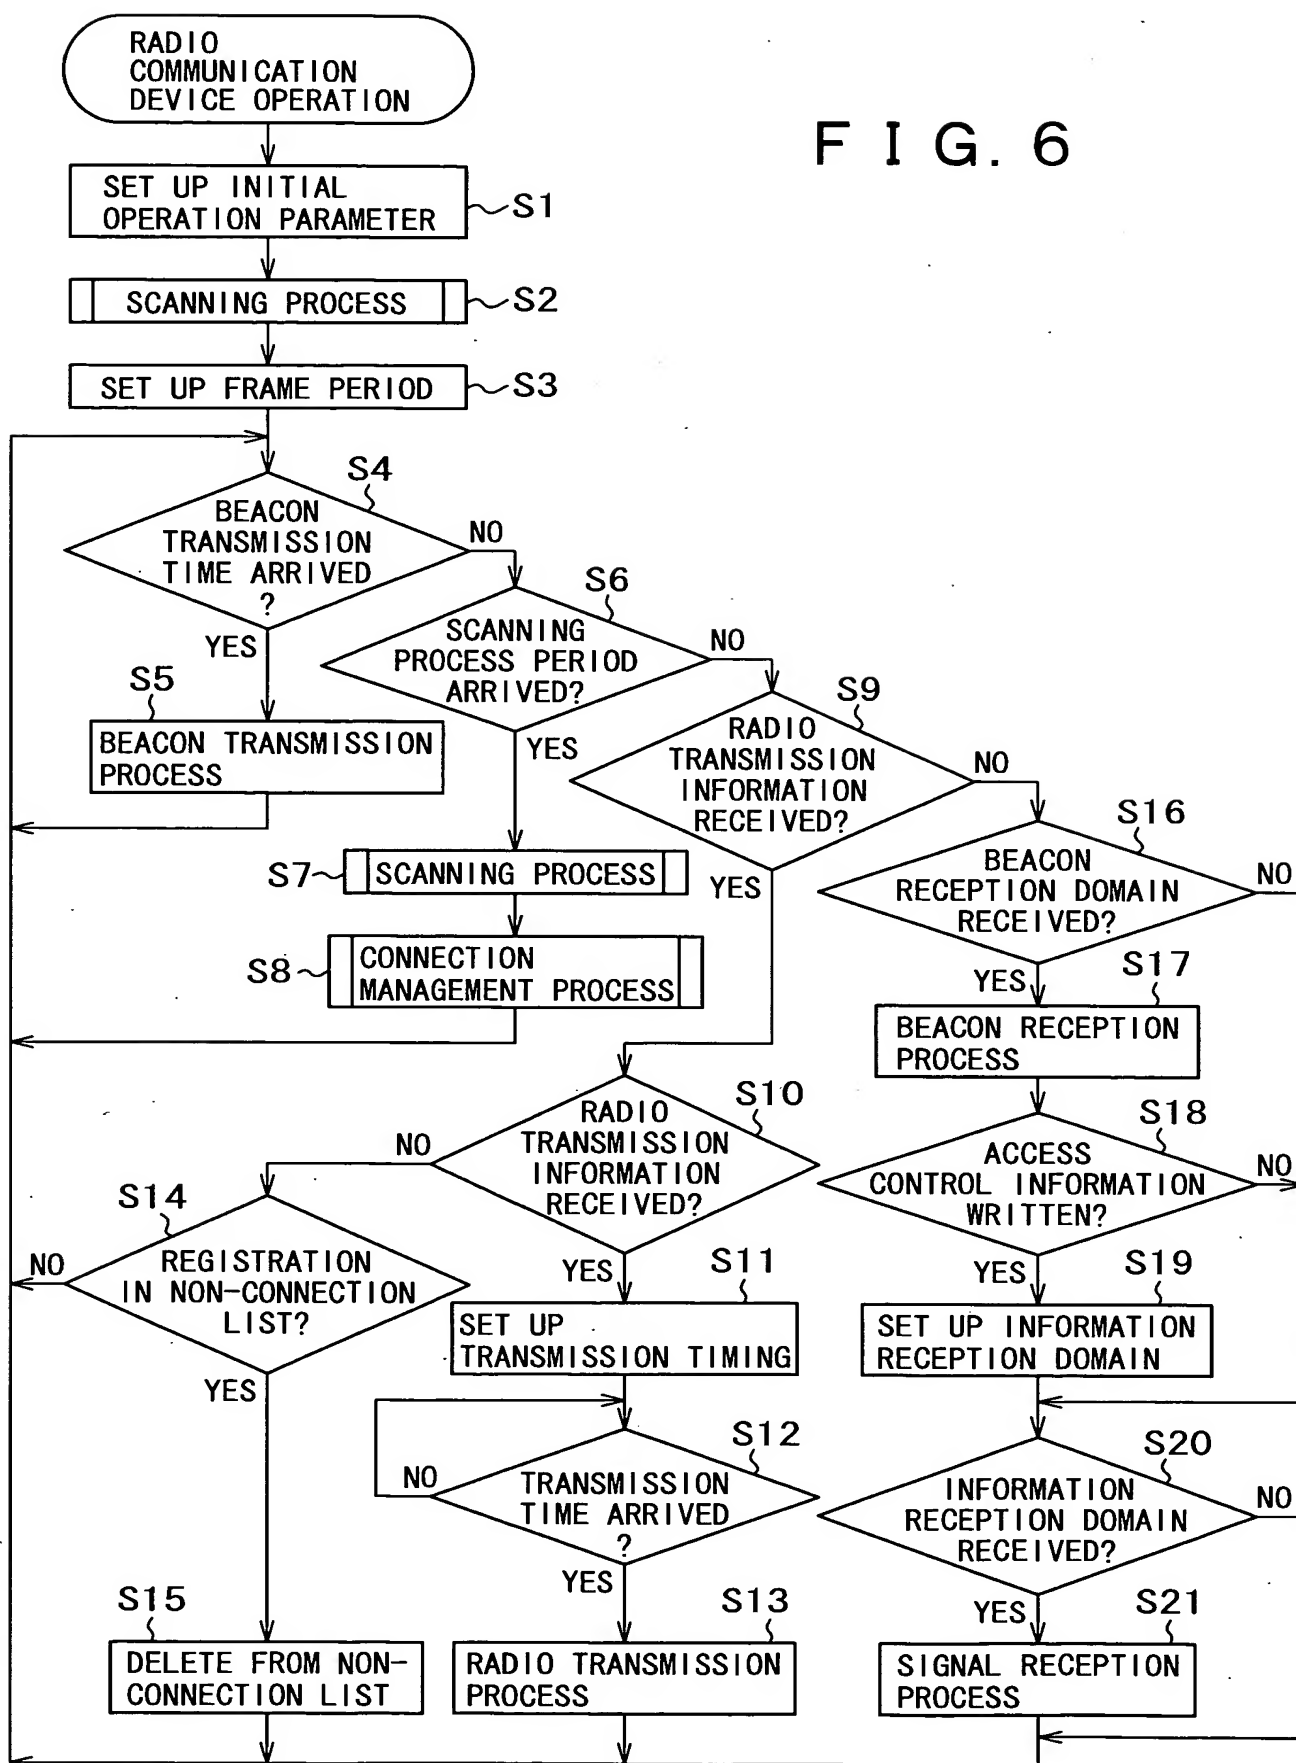 RADIO
COMMUNICATION
DEVICE OPERATION
FIG. 6
SET UP INITIAL
OPERATION PARAMETER
S1
SCANNING PROCESS
S2
SET UP FRAME PERIOD
S3
S4
BEACON
TRANSMISSION
TIME ARRIVED
?
NO
YES
S5
BEACON TRANSMISSION
PROCESS
S6
SCANNING
PROCESS PERIOD
ARRIVED?
NO
YES
S7
SCANNING PROCESS
S8
CONNECTION
MANAGEMENT PROCESS
S9
RADIO
TRANSMISSION
INFORMATION
RECEIVED?
NO
YES
S10
RADIO
TRANSMISSION
INFORMATION
RECEIVED?
NO
YES
S11
SET UP
TRANSMISSION TIMING
S12
TRANSMISSION
TIME ARRIVED
?
NO
YES
S13
RADIO TRANSMISSION
PROCESS
S14
REGISTRATION
IN NON-CONNECTION
LIST?
NO
YES
S15
DELETE FROM NON-
CONNECTION LIST
S16
BEACON
RECEPTION DOMAIN
RECEIVED?
NO
YES
S17
BEACON RECEPTION
PROCESS
S18
ACCESS
CONTROL INFORMATION
WRITTEN?
NO
YES
S19
SET UP INFORMATION
RECEPTION DOMAIN
S20
INFORMATION
RECEPTION DOMAIN
RECEIVED?
NO
YES
S21
SIGNAL RECEPTION
PROCESS